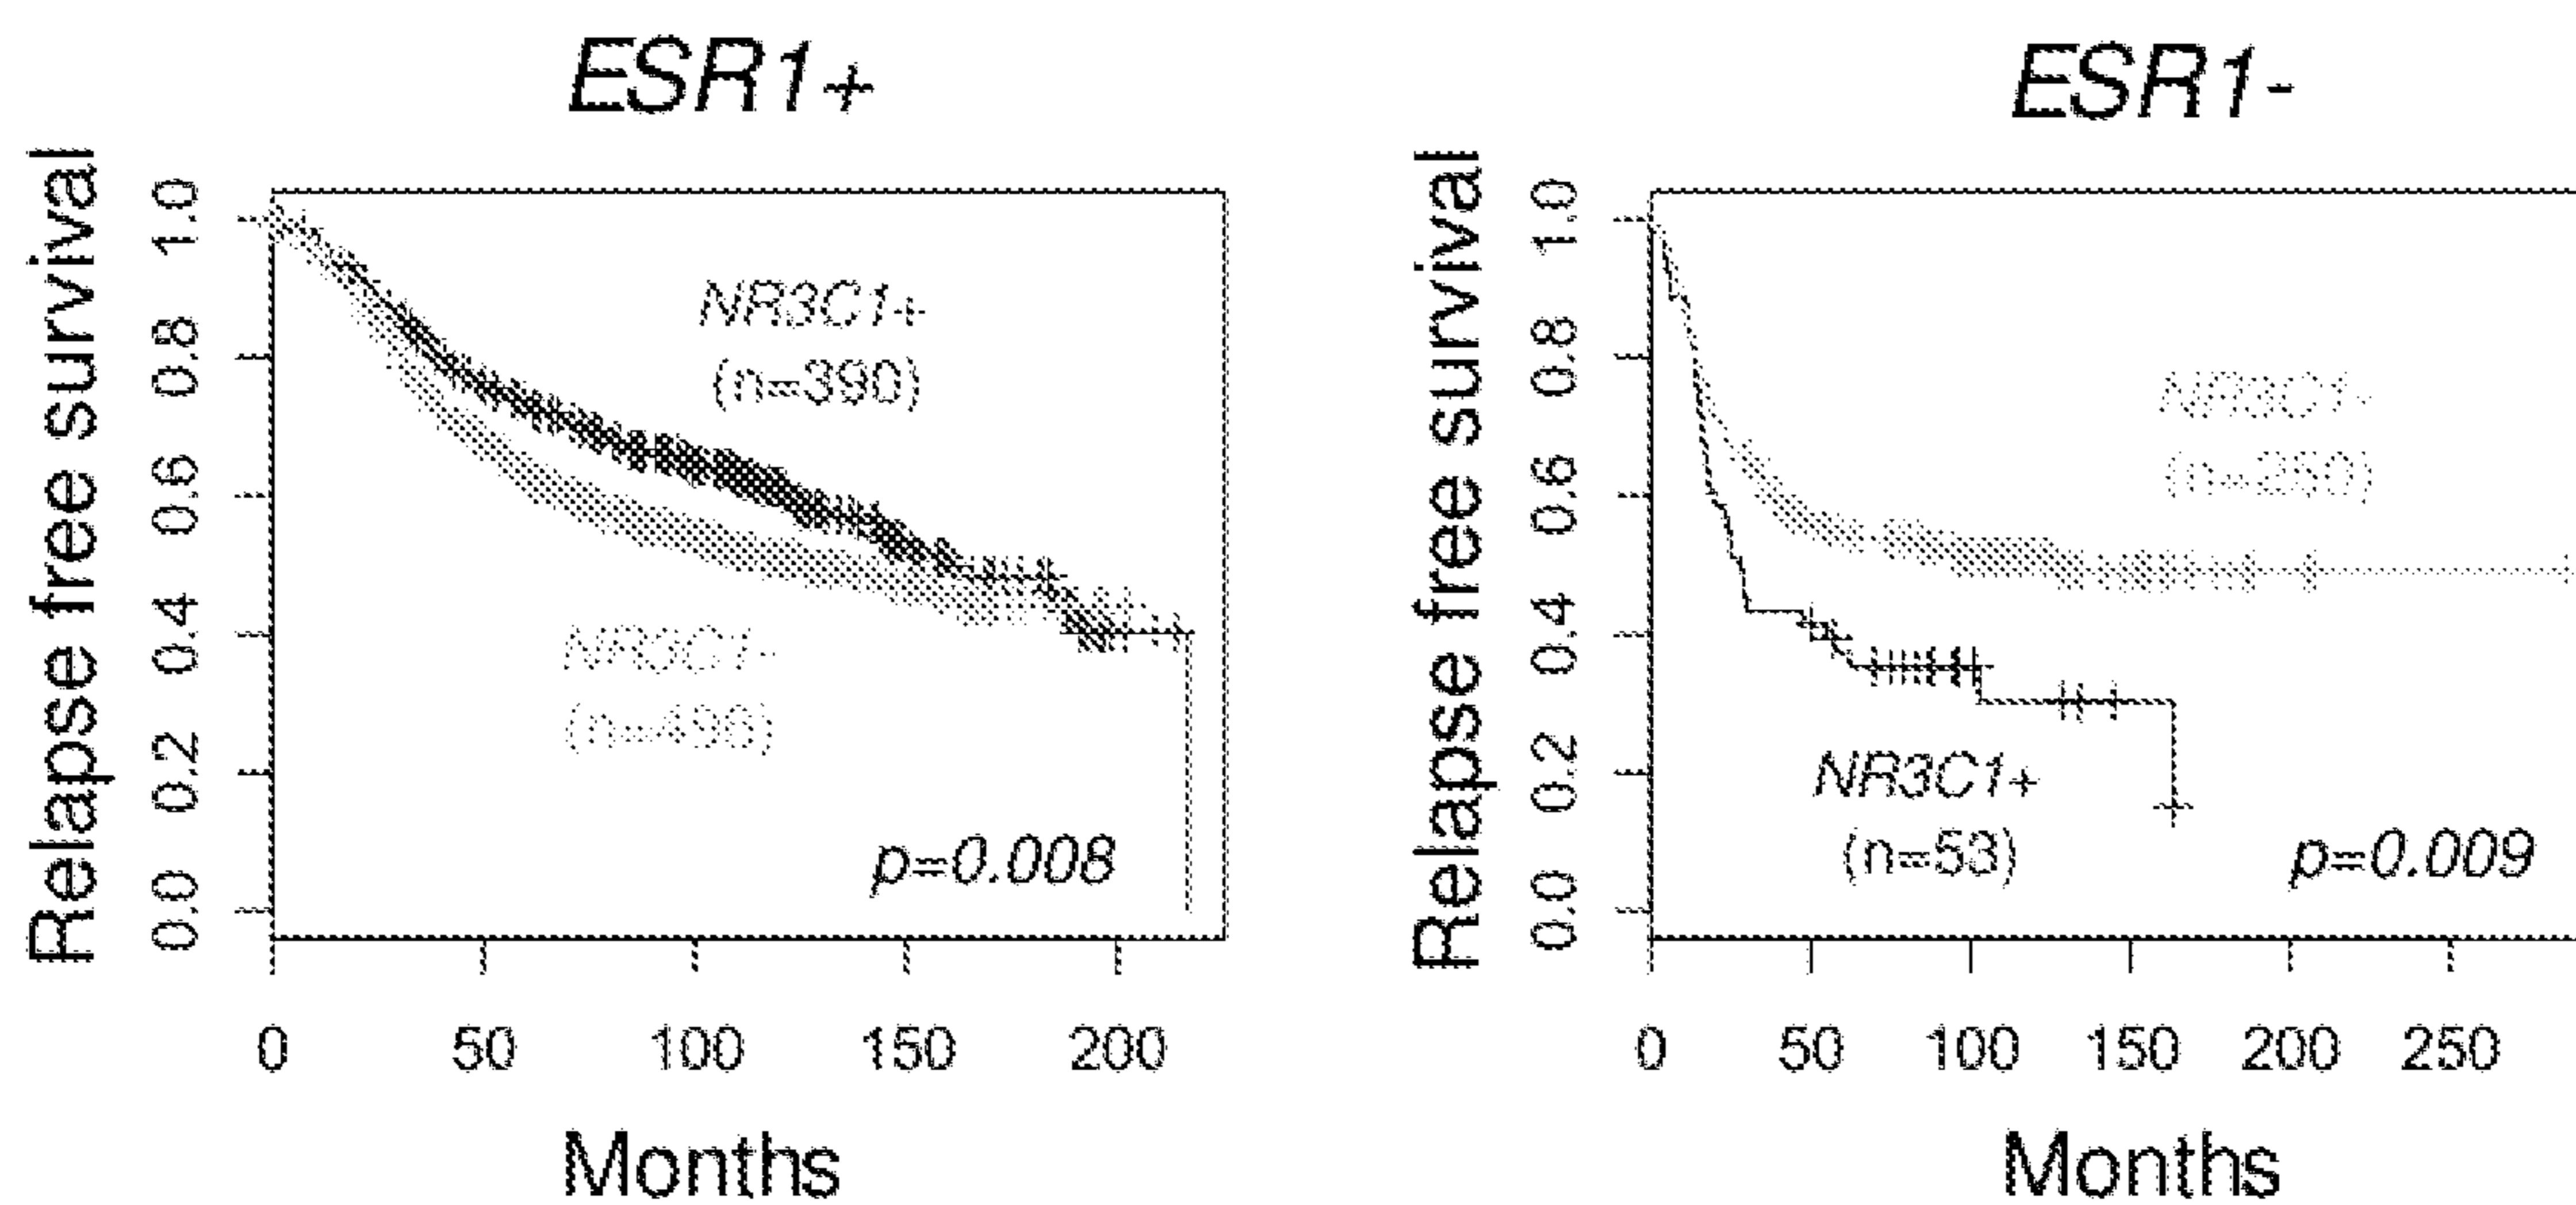 ESR1+
Relapse free survival
1.0
0.8
0.6
0.4
0.2
0.0
NR3C1+
(n=390)
NR3C1-
p=0.008
0 50 100 150 200
Months
ESR1-
Relapse free survival
1.0
0.8
0.6
0.4
0.2
0.0
NR3C1-
NR3C1+
(n=53)
p=0.009
0 50 100 150 200 250
Months